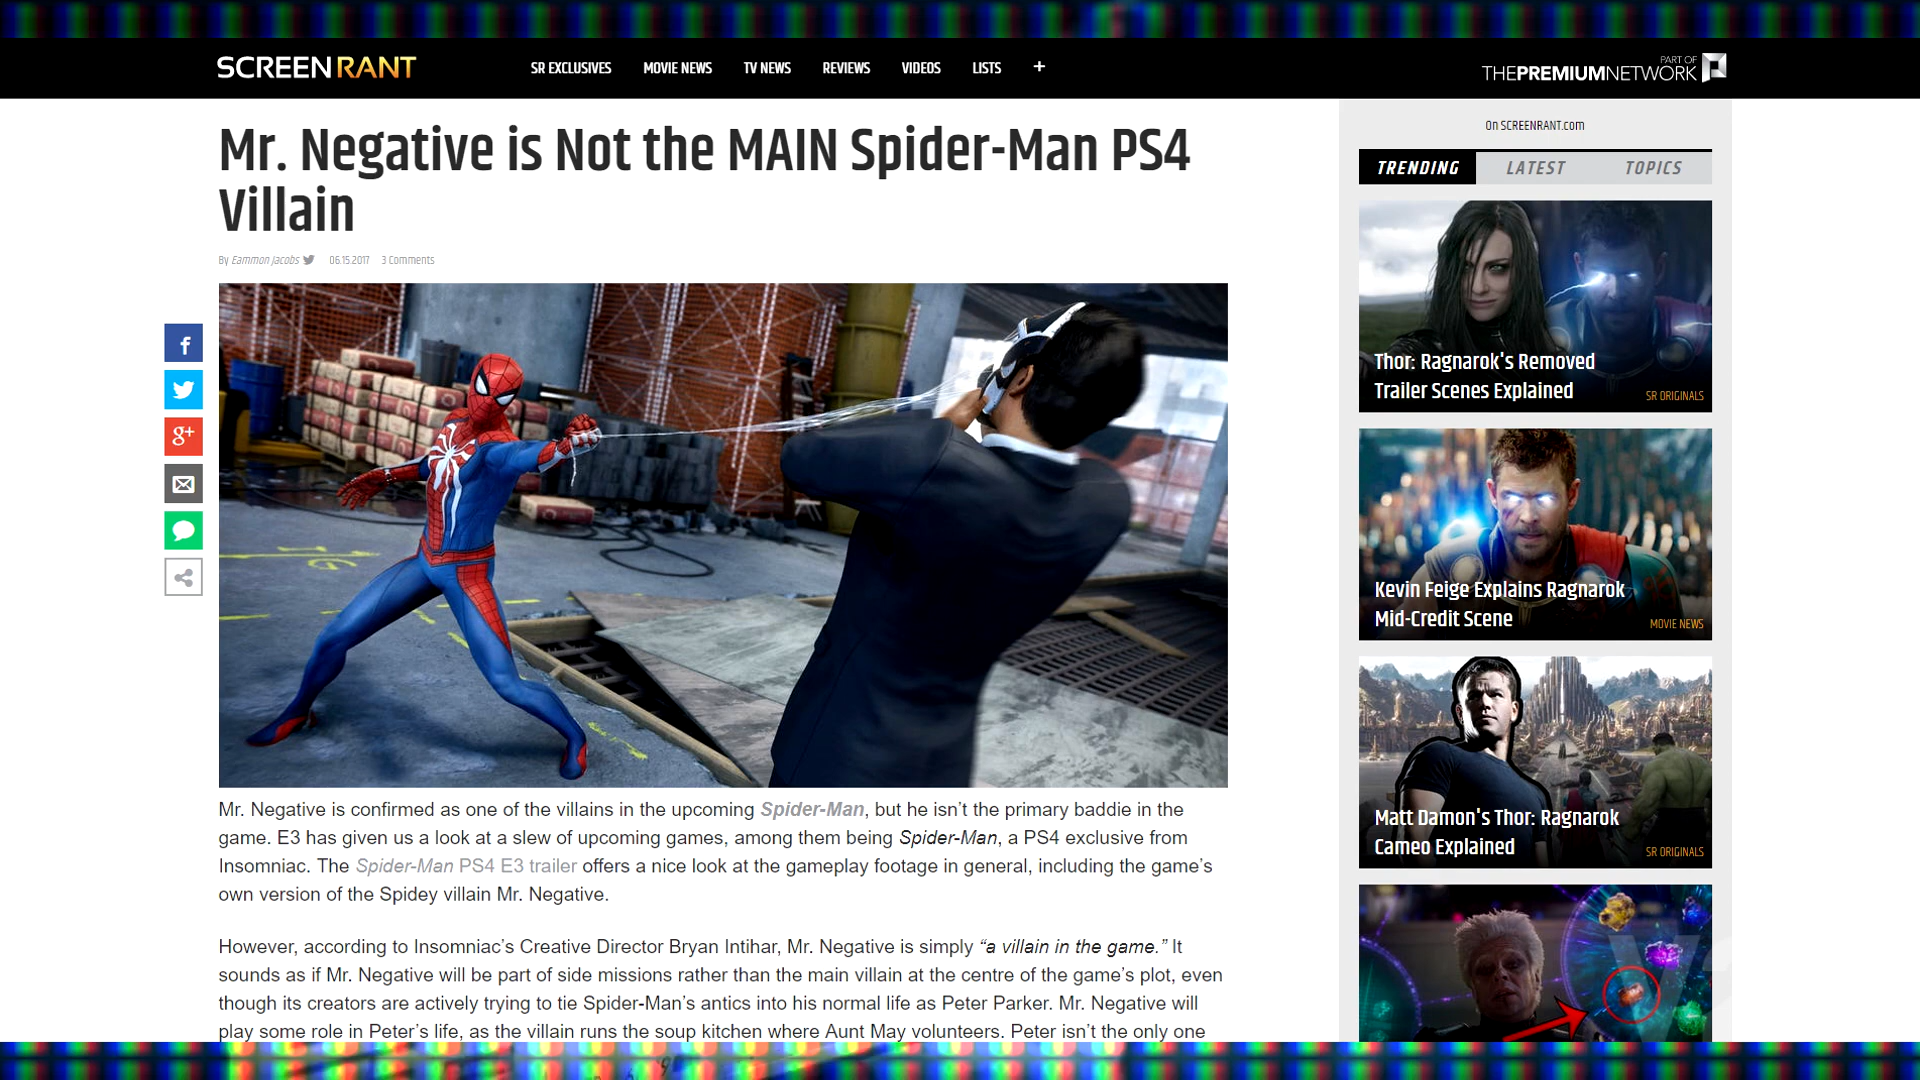 SCREENRANT
SR EXCLUSIVES MOVIE NEWS TV NEWS REVIEWS VIDEOS LISTS +
PART OF
THEPREMIUMNETWORK
Mr. Negative is Not the MAIN Spider-Man PS4
Villain
By Eammon Jacobs 06.15.2017 3 Comments
f
g+
Mr. Negative is confirmed as one of the villains in the upcoming Spider-Man, but he isn’t the primary baddie in the
game. E3 has given us a look at a slew of upcoming games, among them being Spider-Man, a PS4 exclusive from
Insomniac. The Spider-Man PS4 E3 trailer offers a nice look at the gameplay footage in general, including the game’s
own version of the Spidey villain Mr. Negative.
However, according to Insomniac’s Creative Director Bryan Intihar, Mr. Negative is simply “a villain in the game.” It
sounds as if Mr. Negative will be part of side missions rather than the main villain at the centre of the game’s plot, even
though its creators are actively trying to tie Spider-Man’s antics into his normal life as Peter Parker. Mr. Negative will
play some role in Peter’s life, as the villain runs the soup kitchen where Aunt May volunteers. Peter isn’t the only one
On SCREENRANT.com
TRENDING LATEST TOPICS
Thor: Ragnarok's Removed
Trailer Scenes Explained
SR ORIGINALS
Kevin Feige Explains Ragnarok
Mid-Credit Scene
MOVIE NEWS
Matt Damon's Thor: Ragnarok
Cameo Explained
SR ORIGINALS